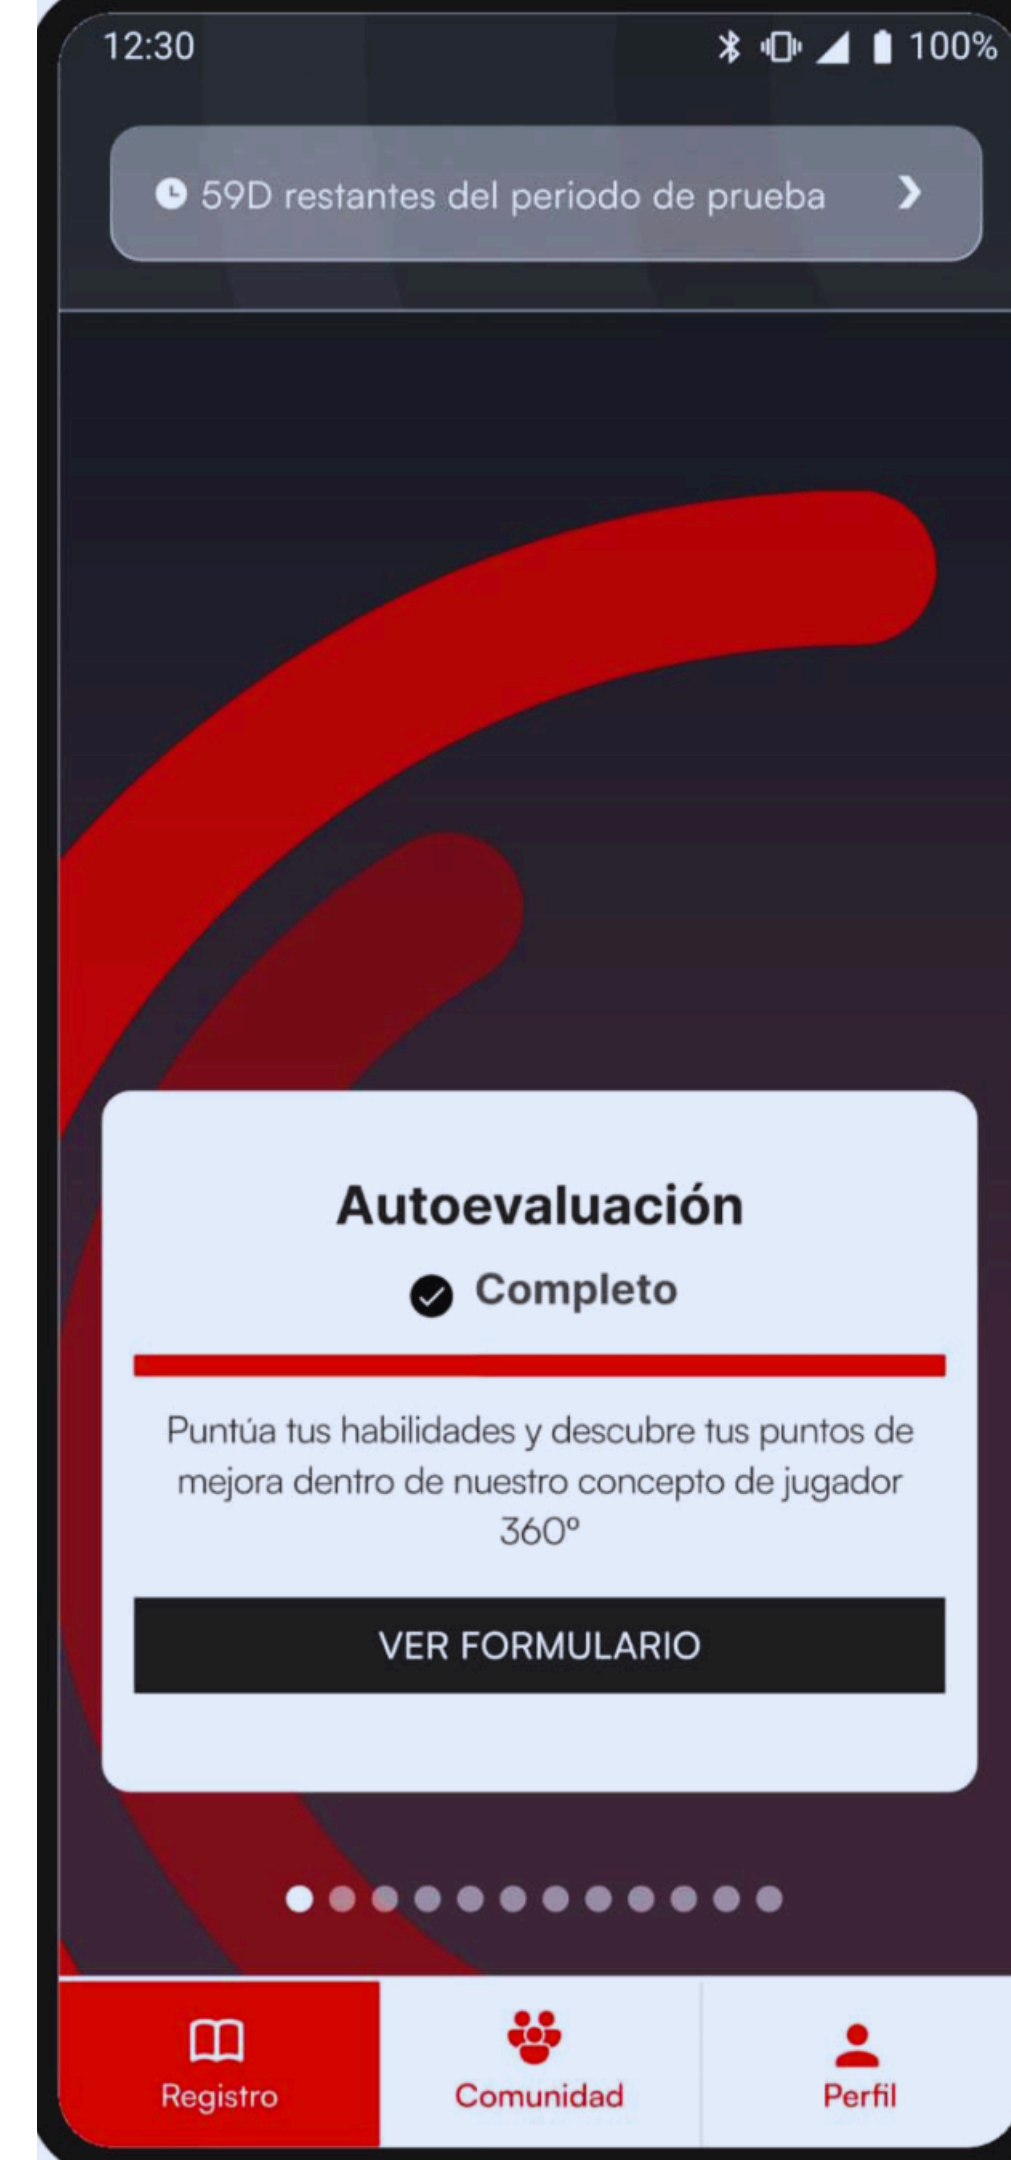 12:30
100%
59D restantes del periodo de prueba
Autoevaluación
Completo
Puntúa tus habilidades y descubre tus puntos de
mejora dentro de nuestro concepto de jugador
360º
VER FORMULARIO
Registro
Comunidad
Perfil